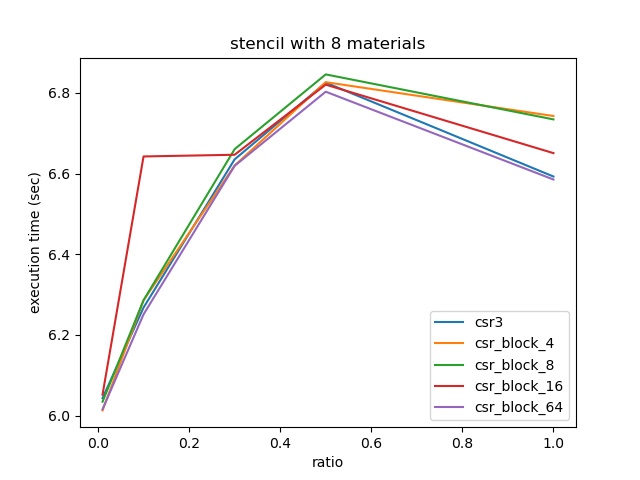 stencil with 8 materials
execution time (sec)
6.8
6.6
6.4
6.2
6.0
0.0 0.2 0.4 0.6 0.8 1.0
ratio
csr3
csr_block_4
csr_block_8
csr_block_16
csr_block_64